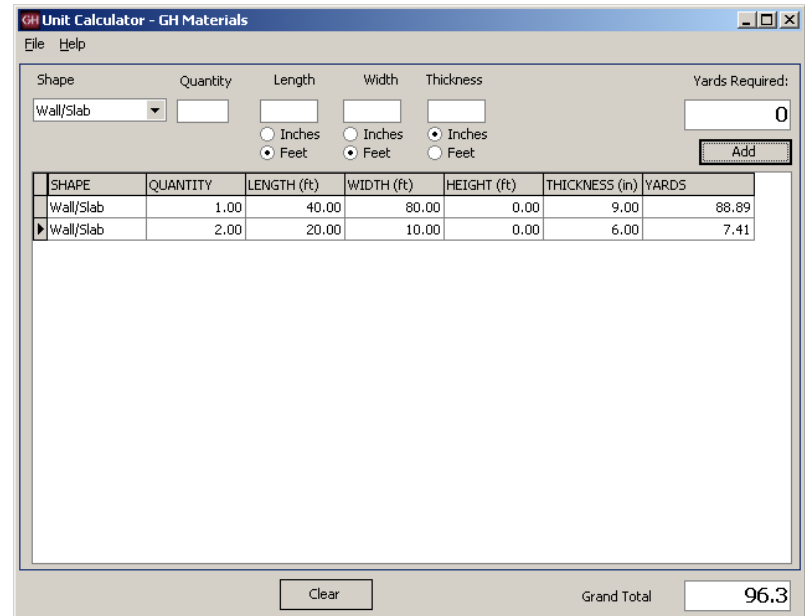 GH Unit Calculator - GH Materials
File Help
Shape Quantity Length Width Thickness Yards Required:
Wall/Slab 0
Inches Inches Inches
Feet Feet Feet
Add
SHAPE QUANTITY LENGTH (ft) WIDTH (ft) HEIGHT (ft) THICKNESS (in) YARDS
Wall/Slab 1.00 40.00 80.00 0.00 9.00 88.89
Wall/Slab 2.00 20.00 10.00 0.00 6.00 7.41
Clear Grand Total 96.3